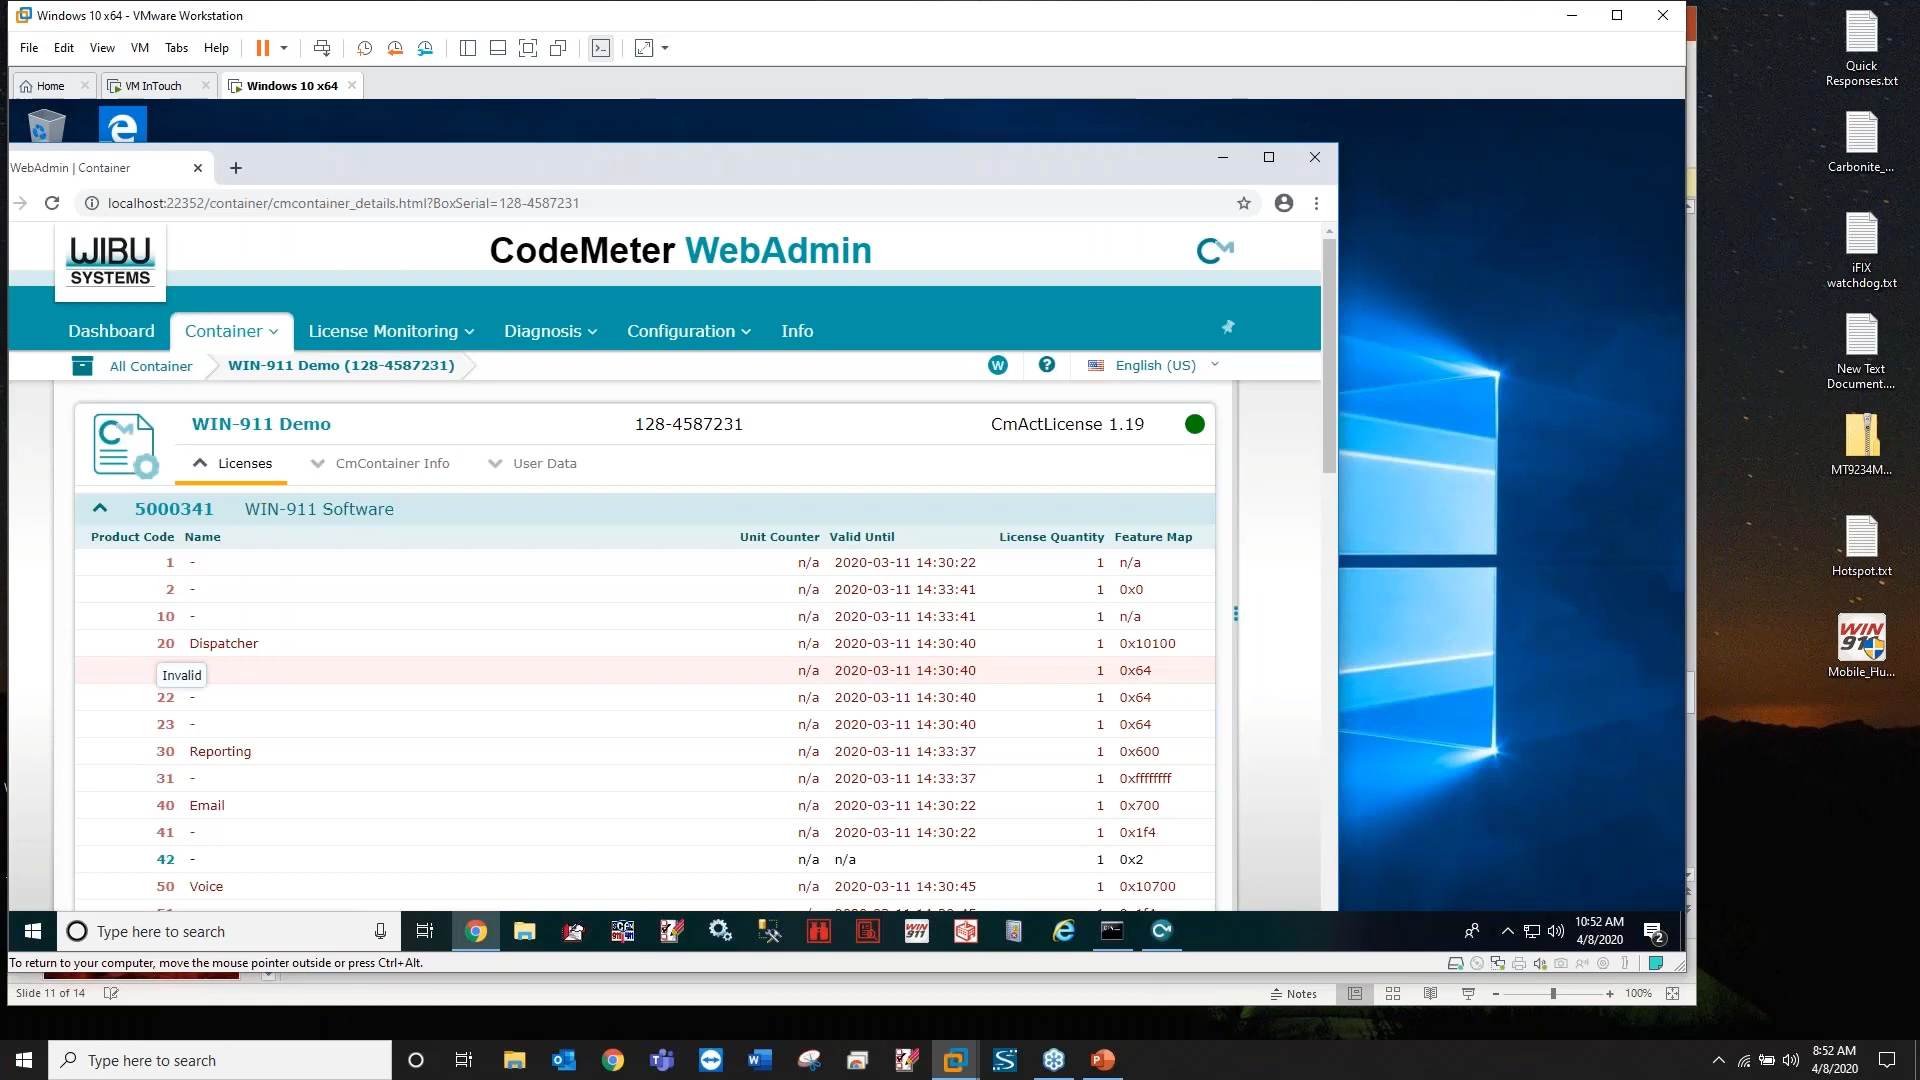 Windows 10 x64 - VMware Workstation
File Edit View VM Tabs Help
Home VM InTouch Windows 10 x64
WebAdmin | Container
localhost:22352/container/cmcontainer_details.html?BoxSerial=128-4587231
WIBU
SYSTEMS
CodeMeter WebAdmin
Dashboard Container License Monitoring Diagnosis Configuration Info
All Container WIN-911 Demo (128-4587231) W ? English (US)
WIN-911 Demo 128-4587231 CmActLicense 1.19
Licenses CmContainer Info User Data
5000341 WIN-911 Software
Product Code Name Unit Counter Valid Until License Quantity Feature Map
1 - n/a 2020-03-11 14:30:22 1 n/a
2 - n/a 2020-03-11 14:33:41 1 0x0
10 - n/a 2020-03-11 14:33:41 1 n/a
20 Dispatcher n/a 2020-03-11 14:30:40 1 0x10100
Invalid n/a 2020-03-11 14:30:40 1 0x64
22 - n/a 2020-03-11 14:30:40 1 0x64
23 - n/a 2020-03-11 14:30:40 1 0x64
30 Reporting n/a 2020-03-11 14:33:37 1 0x600
31 - n/a 2020-03-11 14:33:37 1 0xffffffff
40 Email n/a 2020-03-11 14:30:22 1 0x700
41 - n/a 2020-03-11 14:30:22 1 0x1f4
42 - n/a n/a 1 0x2
50 Voice n/a 2020-03-11 14:30:45 1 0x10700
Type here to search
10:52 AM
4/8/2020
2
To return to your computer, move the mouse pointer outside or press Ctrl+Alt.
Slide 11 of 14 Notes 100%
Type here to search
8:52 AM
4/8/2020
Quick
Responses.txt
Carbonite_...
iFIX
watchdog.txt
New Text
Document....
MT9234M...
Hotspot.txt
WIN
911
Mobile_Hu...